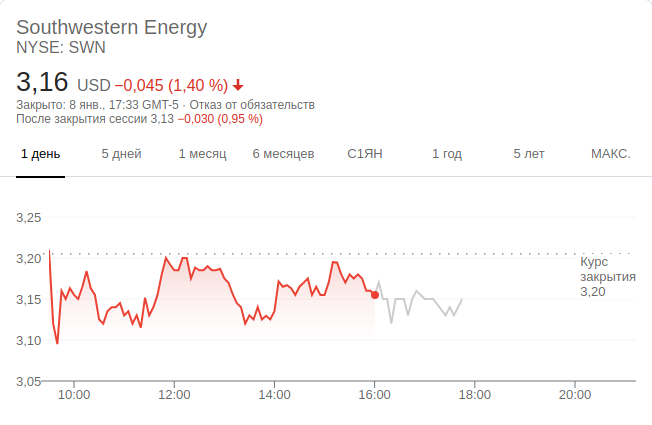 Southwestern Energy
NYSE: SWN
3,16 USD −0,045 (1,40 %)
Закрыто: 8 янв., 17:33 GMT-5 · Отказ от обязательств
После закрытия сессии 3,13 −0,030 (0,95 %)
1 день 5 дней 1 месяц 6 месяцев С1ЯН 1 год 5 лет МАКС.
3,25
3,20
Курс
закрытия
3,20
3,15
3,10
3,05
10:00 12:00 14:00 16:00 18:00 20:00